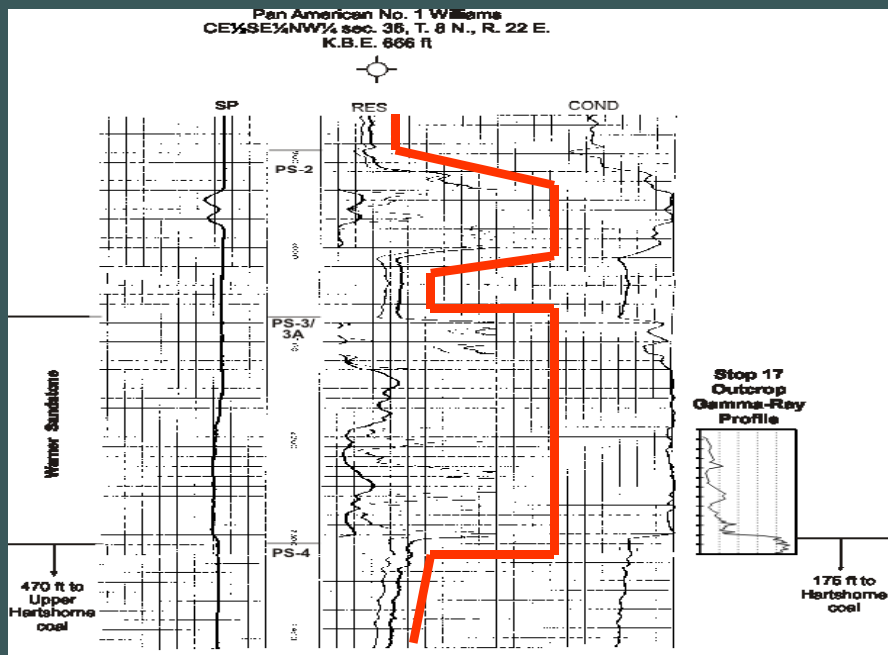 Pan American No. 1 Williams
CE½SE¼NW¼ sec. 36, T. 8 N., R. 22 E.
K.B.E. 666 ft
SP
RES
COND
PS-2
PS-3/
3A
PS-4
Warner Sandstone
470 ft to
Upper
Hartshorne
coal
Stop 17
Outcrop
Gamma-Ray
Profile
175 ft to
Hartshorne
coal